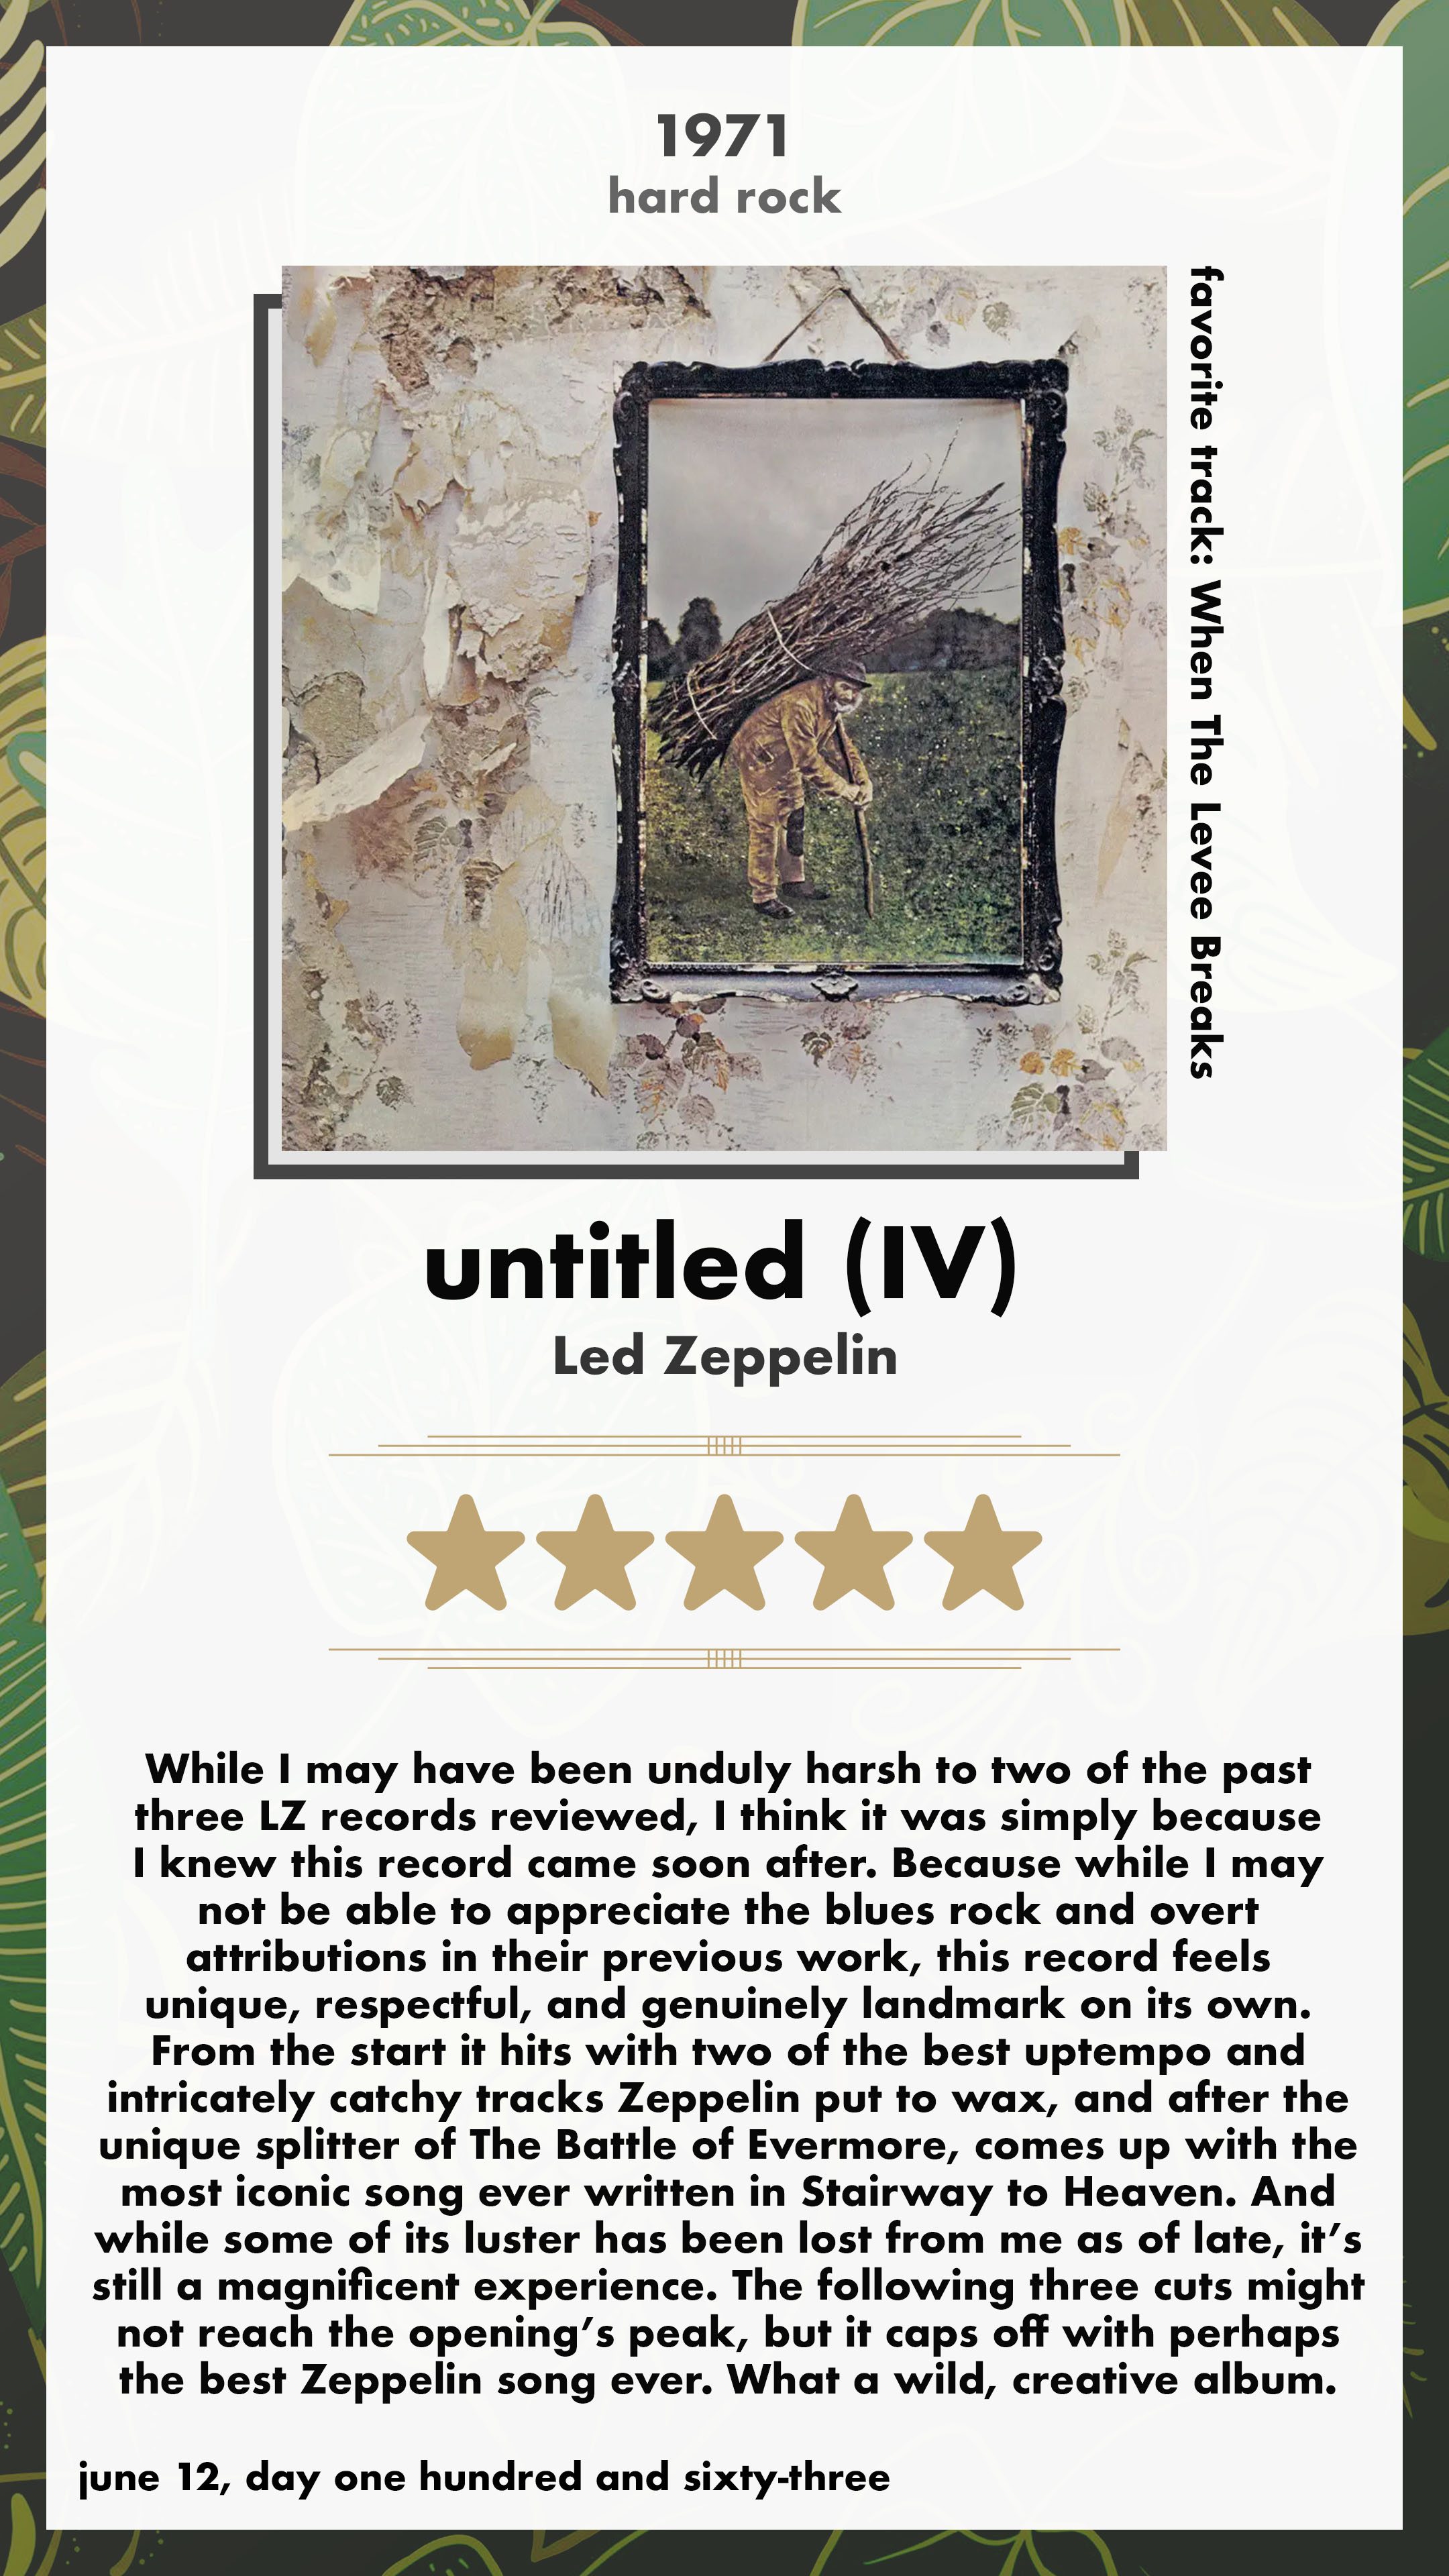 1971
hard rock
favorite track: When The Levee Breaks
untitled (IV)
Led Zeppelin
While I may have been unduly harsh to two of the past
three LZ records reviewed, I think it was simply because
I knew this record came soon after. Because while I may
not be able to appreciate the blues rock and overt
attributions in their previous work, this record feels
unique, respectful, and genuinely landmark on its own.
From the start it hits with two of the best uptempo and
intricately catchy tracks Zeppelin put to wax, and after the
unique splitter of The Battle of Evermore, comes up with the
most iconic song ever written in Stairway to Heaven. And
while some of its luster has been lost from me as of late, it’s
still a magnificent experience. The following three cuts might
not reach the opening’s peak, but it caps off with perhaps
the best Zeppelin song ever. What a wild, creative album.
june 12, day one hundred and sixty-three